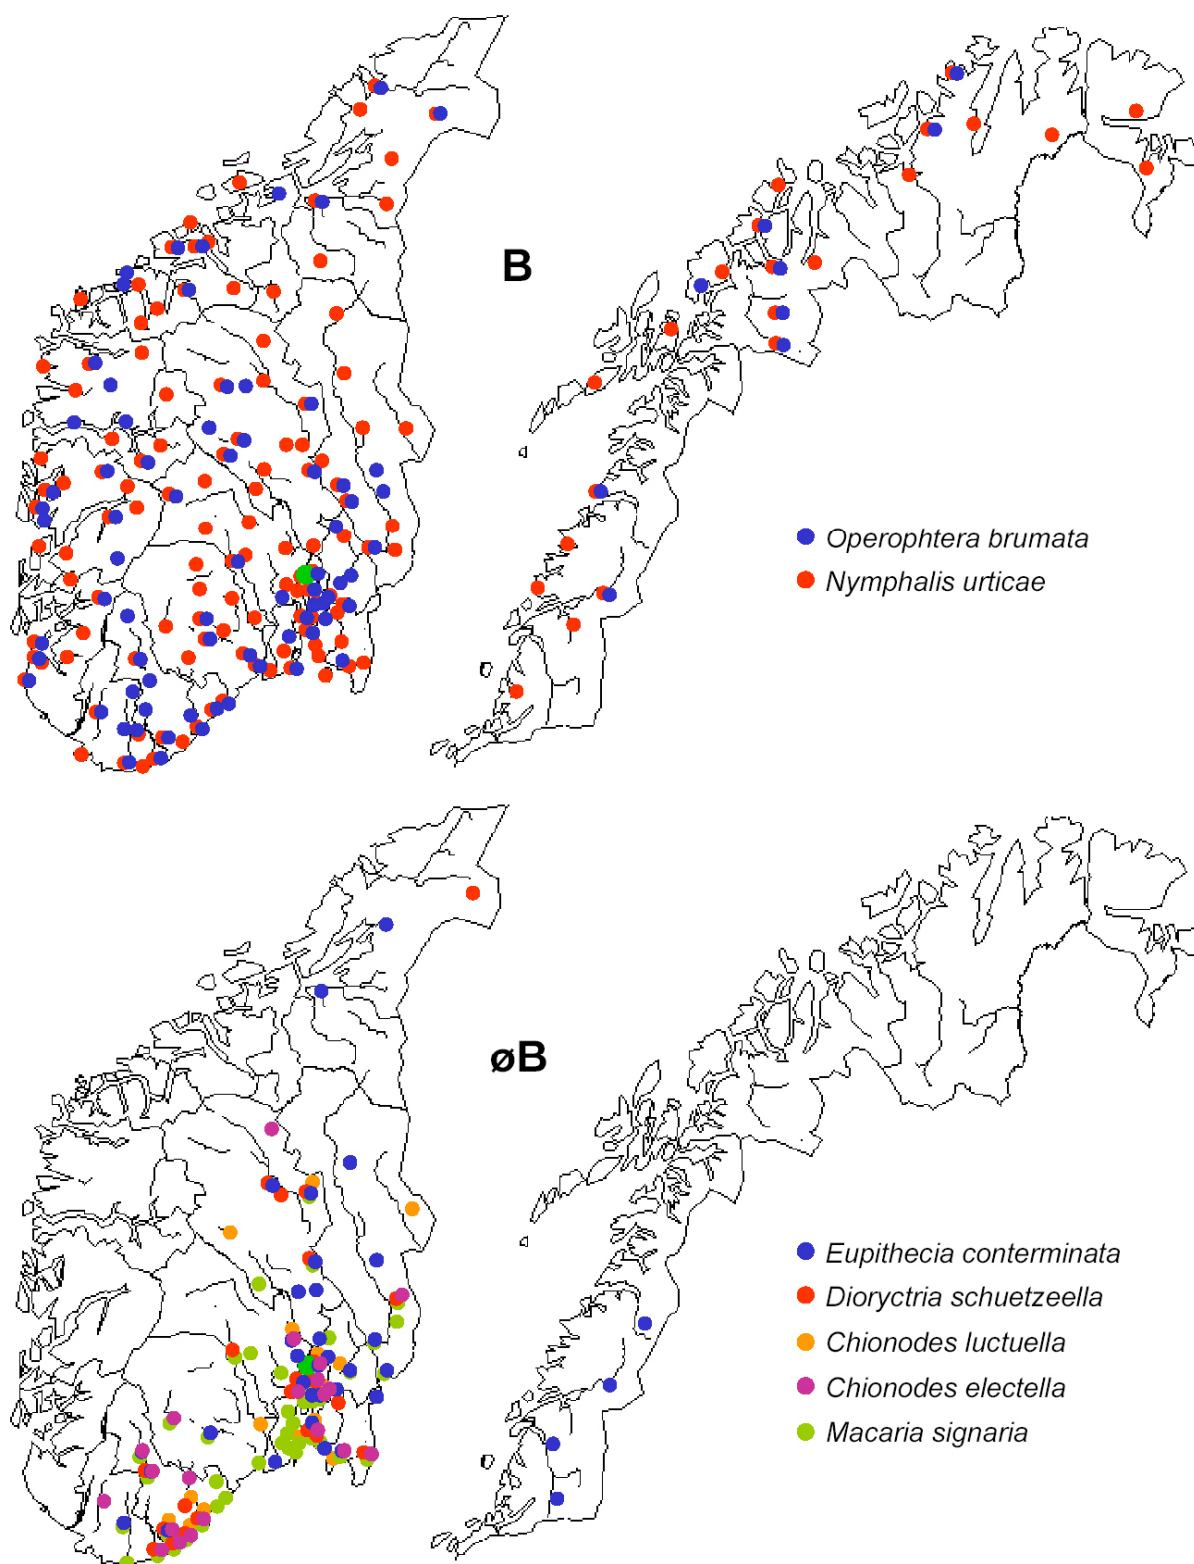 B
Operophtera brumata
Nymphalis urticae
øB
Eupithecia conterminata
Dioryctria schuetzeella
Chionodes luctuella
Chionodes electella
Macaria signaria